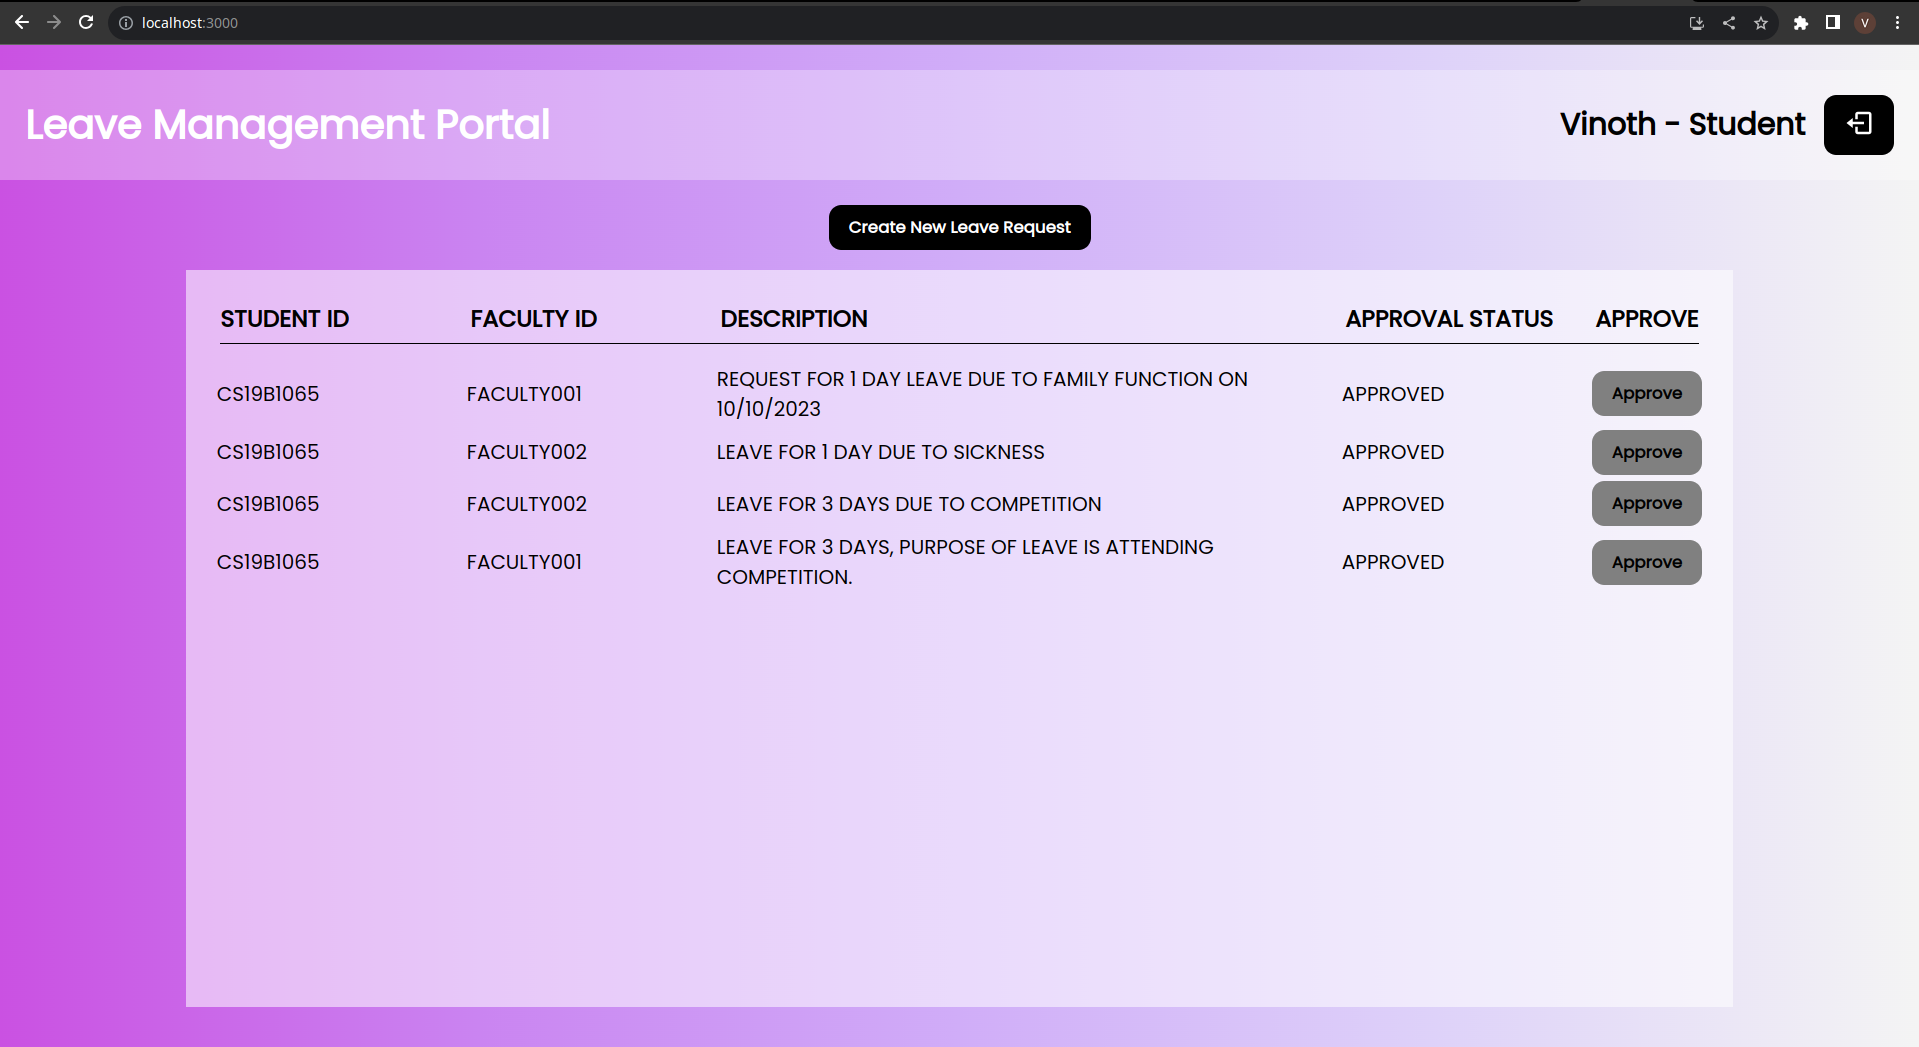 localhost:3000
V
Leave Management Portal
Vinoth - Student
Create New Leave Request
STUDENT ID FACULTY ID DESCRIPTION APPROVAL STATUS APPROVE
CS19B1065 FACULTY001 REQUEST FOR 1 DAY LEAVE DUE TO FAMILY FUNCTION ON
10/10/2023 APPROVED Approve
CS19B1065 FACULTY002 LEAVE FOR 1 DAY DUE TO SICKNESS APPROVED Approve
CS19B1065 FACULTY002 LEAVE FOR 3 DAYS DUE TO COMPETITION APPROVED Approve
CS19B1065 FACULTY001 LEAVE FOR 3 DAYS, PURPOSE OF LEAVE IS ATTENDING
COMPETITION. APPROVED Approve